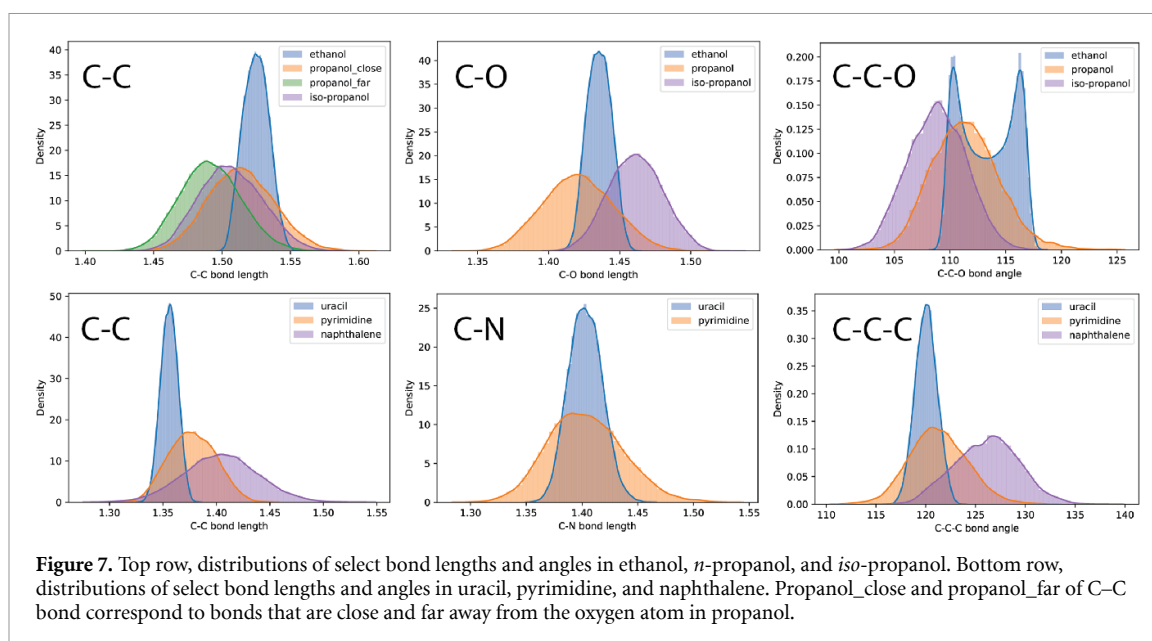 C-C
ethanol
propanol_close
propanol_far
iso-propanol
Density
40
35
30
25
20
15
10
5
0
1.40 1.45 1.50 1.55 1.60
C-C bond length
C-O
ethanol
propanol
iso-propanol
Density
40
35
30
25
20
15
10
5
0
1.35 1.40 1.45 1.50
C-O bond length
C-C-O
ethanol
propanol
iso-propanol
Density
0.200
0.175
0.150
0.125
0.100
0.075
0.050
0.025
0.000
100 105 110 115 120 125
C-C-O bond angle
C-C
uracil
pyrimidine
naphthalene
Density
50
40
30
20
10
0
1.30 1.35 1.40 1.45 1.50 1.55
C-C bond length
C-N
uracil
pyrimidine
Density
25
20
15
10
5
0
1.30 1.35 1.40 1.45 1.50 1.55
C-N bond length
C-C-C
uracil
pyrimidine
naphthalene
Density
0.35
0.30
0.25
0.20
0.15
0.10
0.05
0.00
110 115 120 125 130 135 140
C-C-C bond angle
Figure 7. Top row, distributions of select bond lengths and angles in ethanol, n-propanol, and iso-propanol. Bottom row,
distributions of select bond lengths and angles in uracil, pyrimidine, and naphthalene. Propanol_close and propanol_far of C–C
bond correspond to bonds that are close and far away from the oxygen atom in propanol.